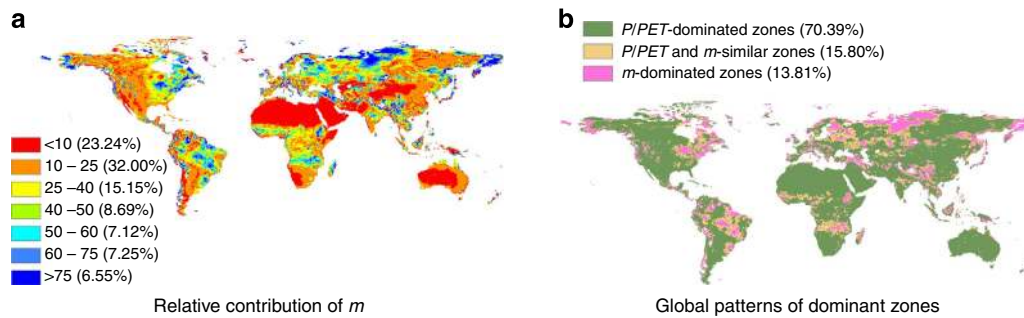 a
<10 (23.24%)
10 – 25 (32.00%)
25 –40 (15.15%)
40 –50 (8.69%)
50 – 60 (7.12%)
60 – 75 (7.25%)
>75 (6.55%)
Relative contribution of m
b
P/PET-dominated zones (70.39%)
P/PET and m-similar zones (15.80%)
m-dominated zones (13.81%)
Global patterns of dominant zones